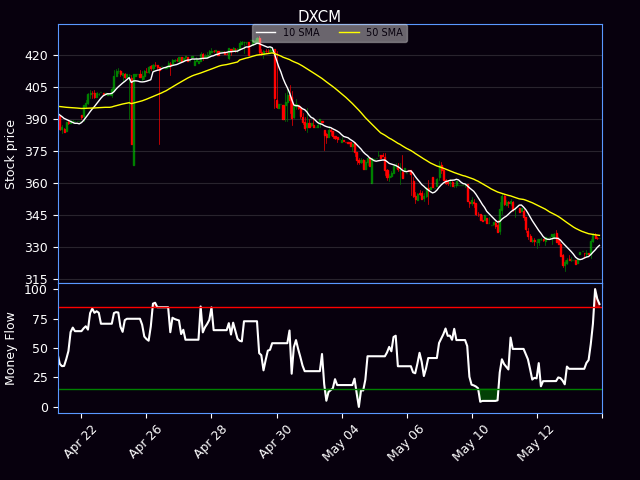 DXCM
10 SMA
50 SMA
Stock price
420
405
390
375
360
345
330
315
Money Flow
100
75
50
25
0
Apr 22
Apr 26
Apr 28
Apr 30
May 04
May 06
May 10
May 12